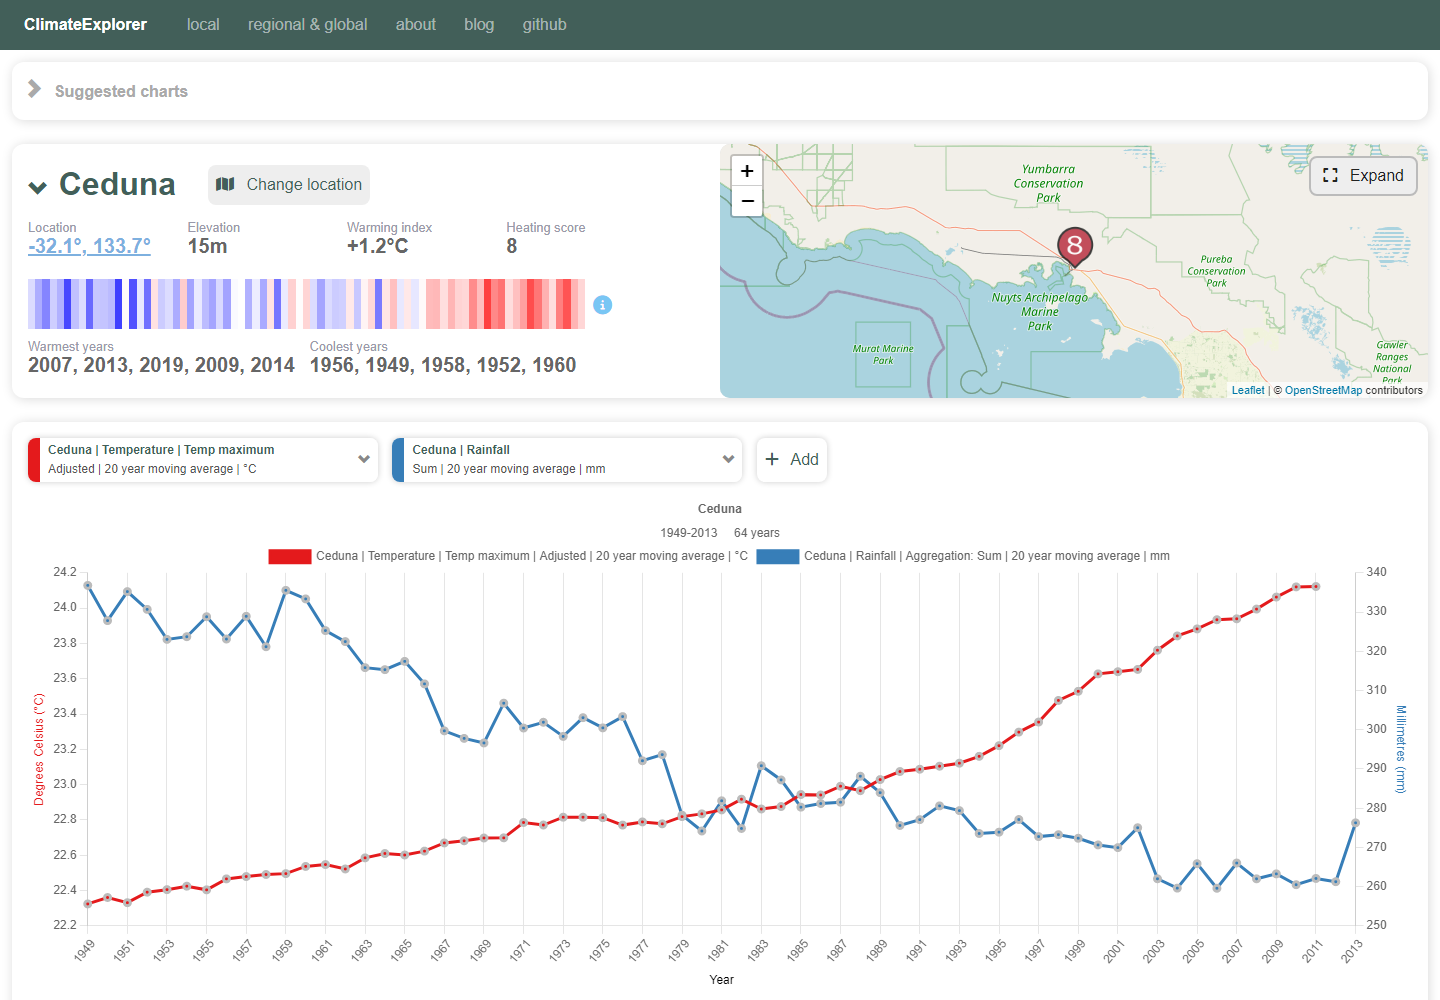 ClimateExplorer local regional & global about blog github
Suggested charts
Ceduna Change location
Location Elevation Warming index Heating score
-32.1°, 133.7° 15m +1.2°C 8
Warmest years Coolest years
2007, 2013, 2019, 2009, 2014 1956, 1949, 1958, 1952, 1960
+
−
Expand
Yumbarra
Conservation
Park
8
Pureba
Conservation
Park
Nuyts Archipelago
Marine
Park
Murat Marine
Park
Gawler
Ranges
National
Park
Leaflet | © OpenStreetMap contributors
Ceduna | Temperature | Temp maximum
Adjusted | 20 year moving average | °C
Ceduna | Rainfall
Sum | 20 year moving average | mm
+ Add
Ceduna
1949-2013 64 years
Ceduna | Temperature | Temp maximum | Adjusted | 20 year moving average | °C Ceduna | Rainfall | Aggregation: Sum | 20 year moving average | mm
24.2
24.0
23.8
23.6
23.4
23.2
23.0
22.8
22.6
22.4
22.2
Degrees Celsius (°C)
340
330
320
310
300
290
280
270
260
250
Millimetres (mm)
1949 1951 1953 1955 1957 1959 1961 1963 1965 1967 1969 1971 1973 1975 1977 1979 1981 1983 1985 1987 1989 1991 1993 1995 1997 1999 2001 2003 2005 2007 2009 2011 2013
Year